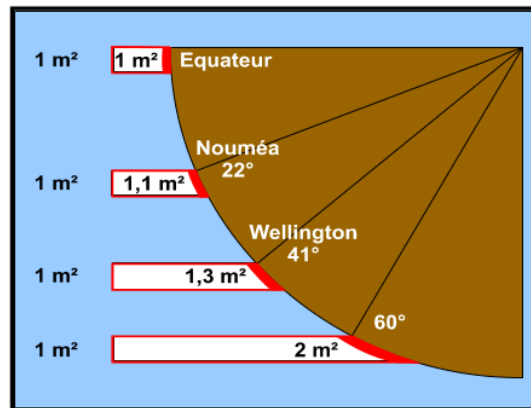 1 m² 1 m² Equateur
Nouméa
1 m² 1,1 m² 22°
Wellington
41°
1 m² 1,3 m²
60°
1 m² 2 m²